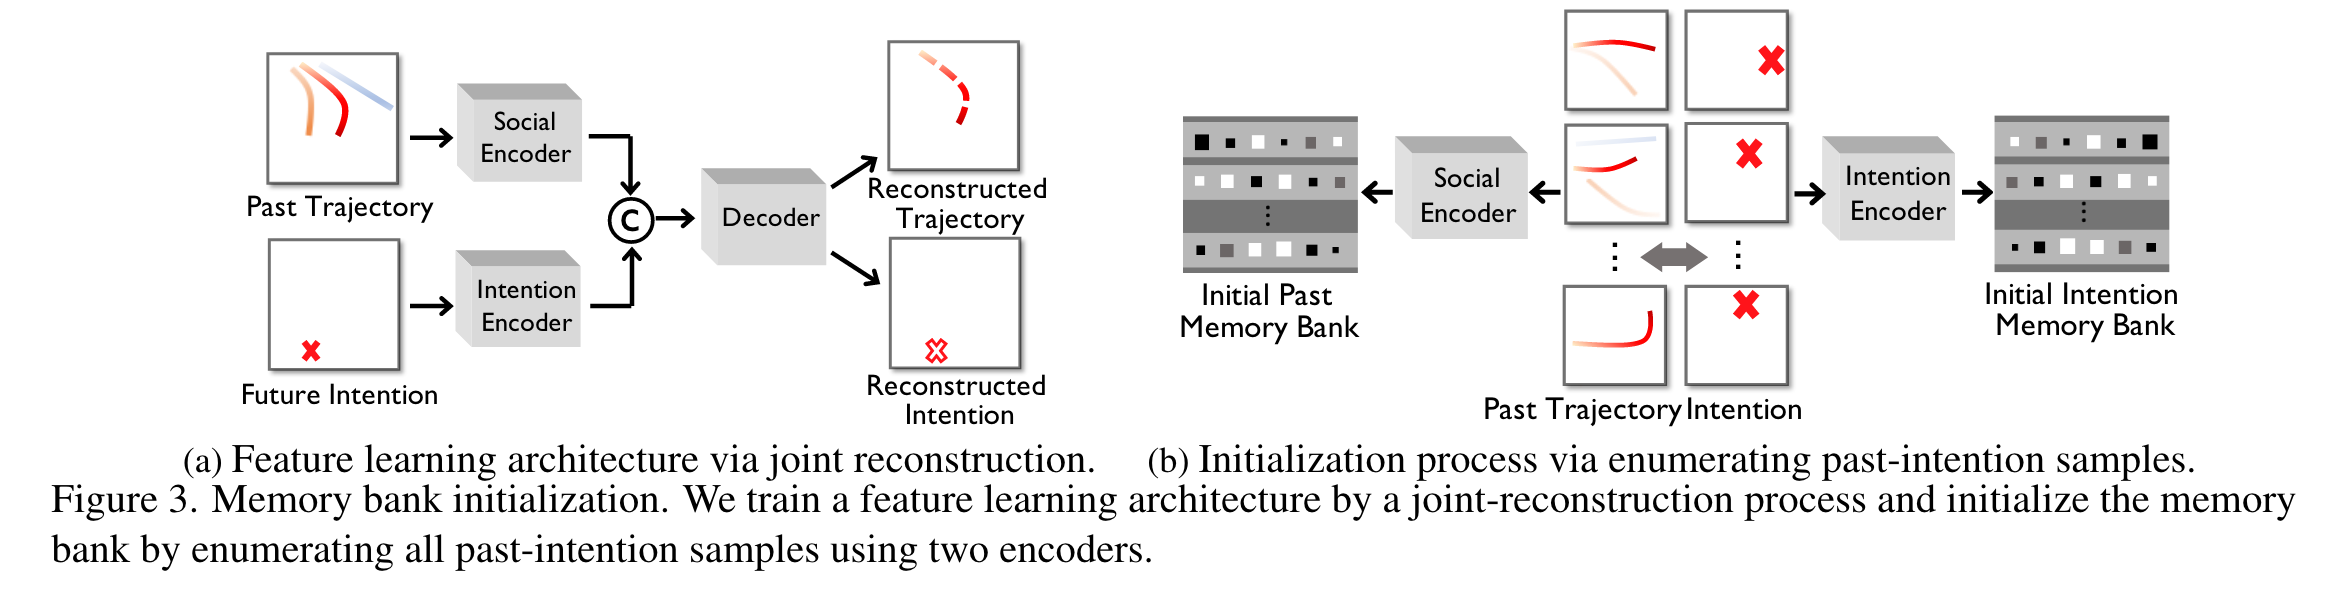 Past Trajectory
Social
Encoder
Future Intention
Intention
Encoder
C
Decoder
Reconstructed
Trajectory
Reconstructed
Intention
Initial Past
Memory Bank
Social
Encoder
Past Trajectory
Intention
Intention
Encoder
Initial Intention
Memory Bank
(a) Feature learning architecture via joint reconstruction.
(b) Initialization process via enumerating past-intention samples.
Figure 3. Memory bank initialization. We train a feature learning architecture by a joint-reconstruction process and initialize the memory
bank by enumerating all past-intention samples using two encoders.